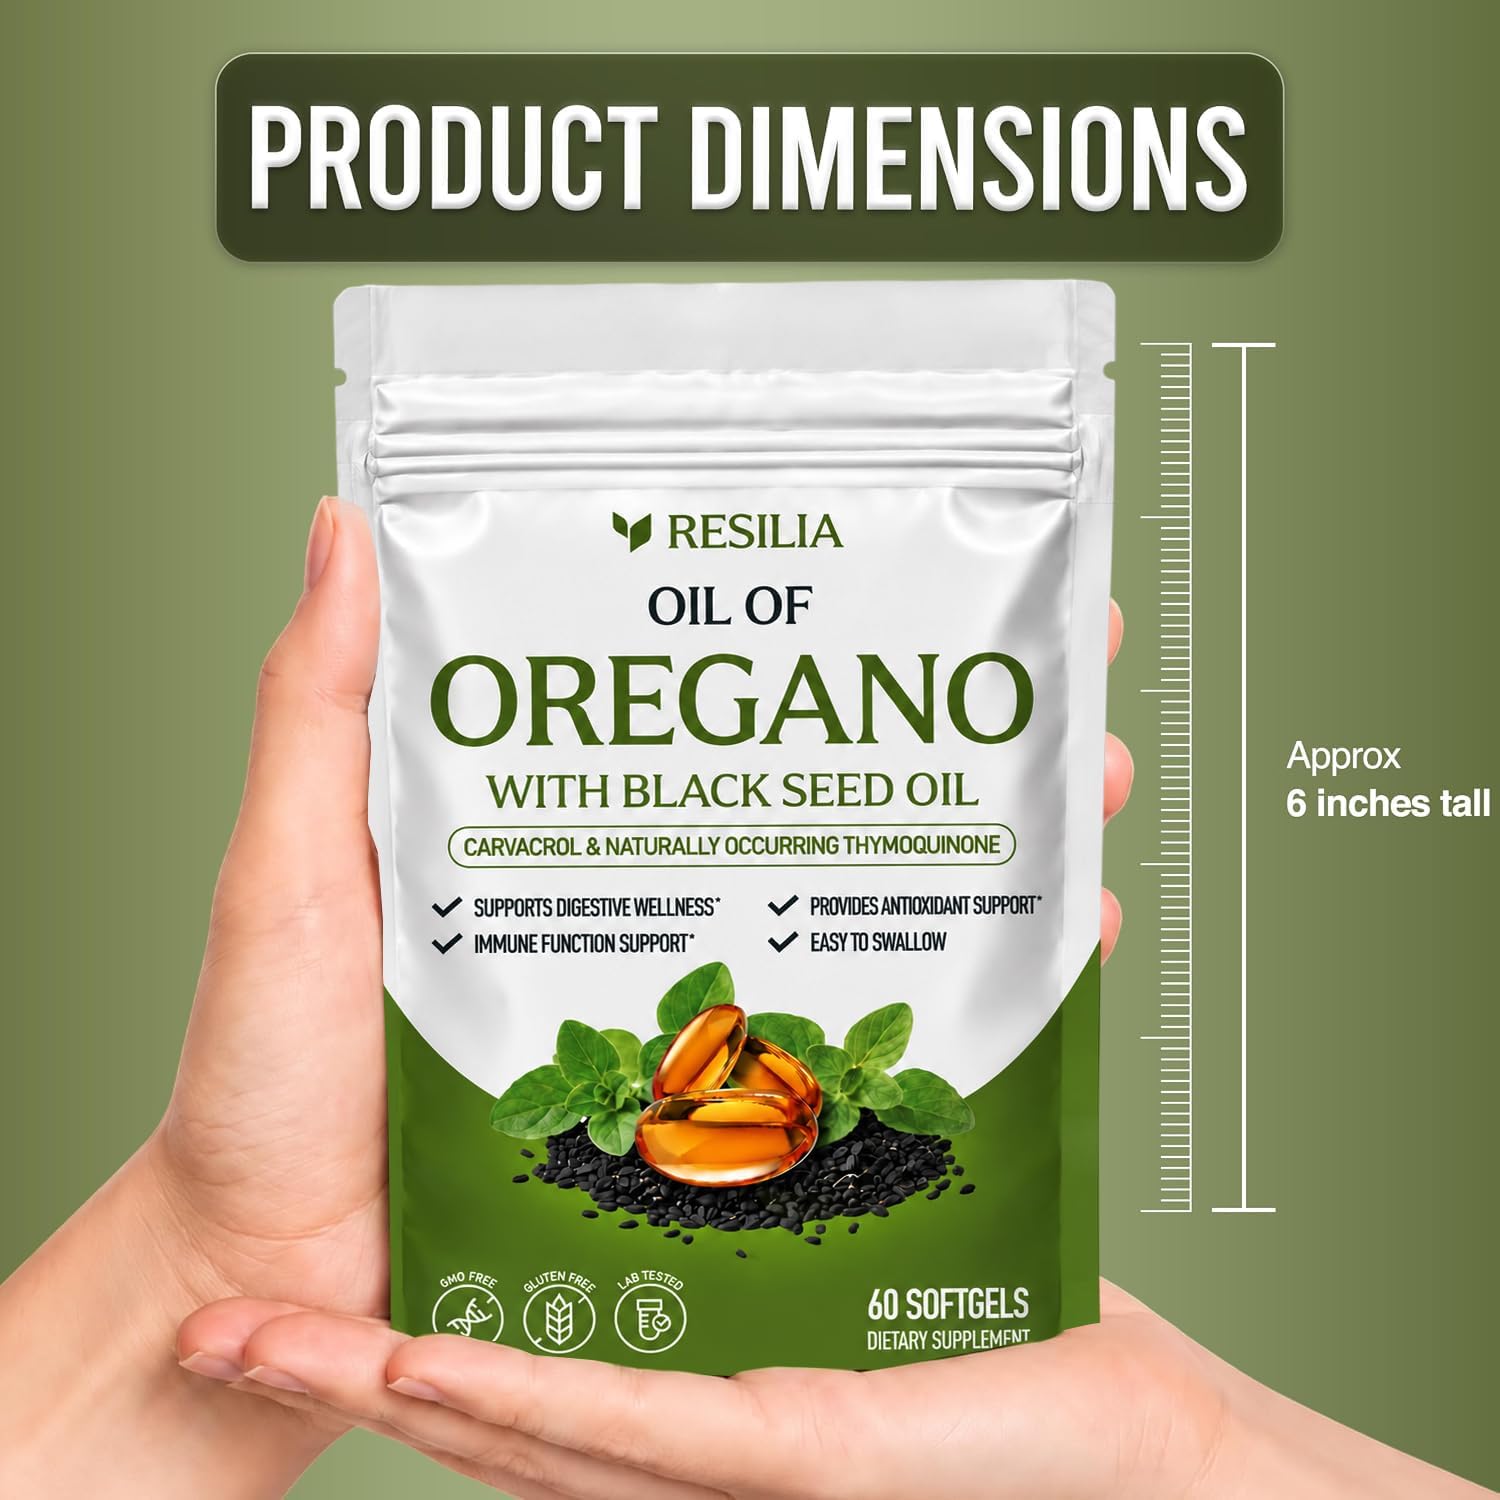 PRODUCT DIMENSIONS
RESILIA
OIL OF
OREGANO
WITH BLACK SEED OIL
CARVACROL & NATURALLY OCCURRING THYMOQUINONE
SUPPORTS DIGESTIVE WELLNESS*
PROVIDES ANTIOXIDANT SUPPORT*
IMMUNE FUNCTION SUPPORT*
EASY TO SWALLOW
Approx
6 inches tall
GMO FREE
GLUTEN FREE
LAB TESTED
60 SOFTGELS
DIETARY SUPPLEMENT